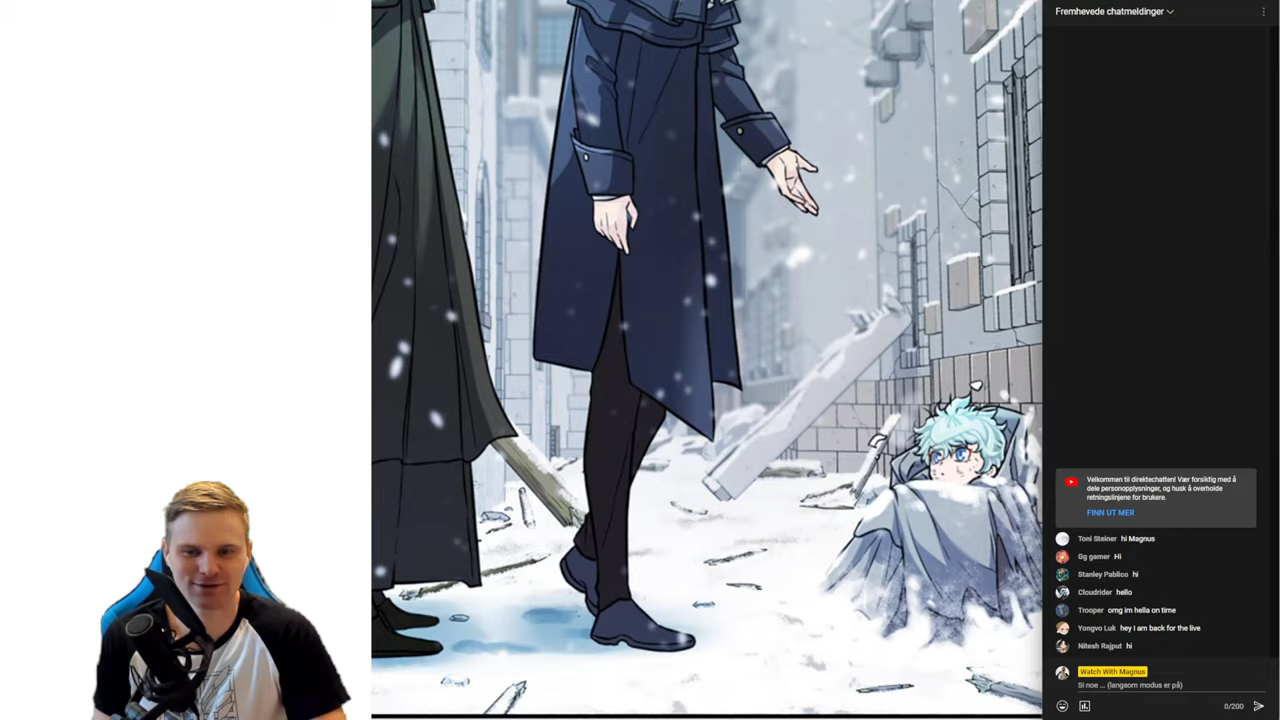 Fremhevede chatmeldinger
Velkommen til direktechatten! Vær forsiktig med å
dele personopplysninger, og husk å overholde
retningslinjene for brukere.
FINN UT MER
Toni Steiner hi Magnus
Gg gamer Hi
Stanley Pablico hi
Cloudrider hello
Trooper omg im hella on time
Yongvo Luk hey I am back for the live
Nitesh Rajput hi
Watch With Magnus
Si noe ... (langsom modus er på)
0/200